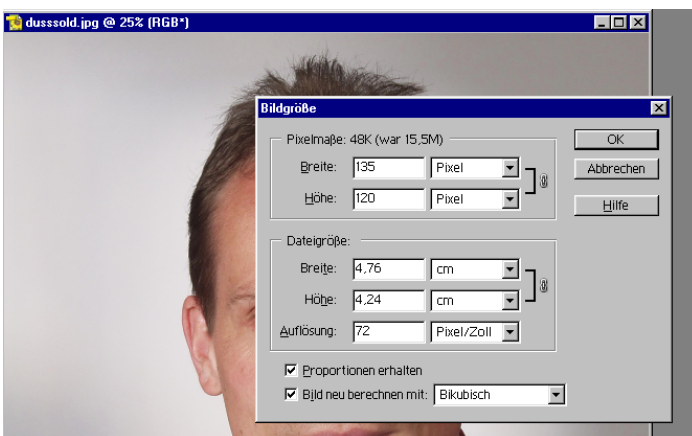 dusssold.jpg @ 25% (RGB*)
Bildgröße
Pixelmaße: 48K (war 15,5M)
Breite: 135 Pixel
Höhe: 120 Pixel
OK
Abbrechen
Hilfe
Dateigröße:
Breite: 4,76 cm
Höhe: 4,24 cm
Auflösung: 72 Pixel/Zoll
Proportionen erhalten
Bild neu berechnen mit: Bikubisch